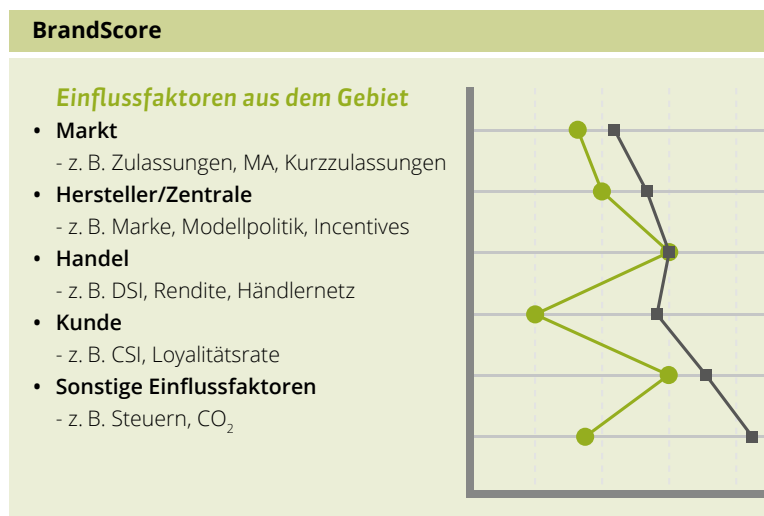 BrandScore
Einflussfaktoren aus dem Gebiet
• Markt
- z. B. Zulassungen, MA, Kurzzulassungen
• Hersteller/Zentrale
- z. B. Marke, Modellpolitik, Incentives
• Handel
- z. B. DSI, Rendite, Händlernetz
• Kunde
- z. B. CSI, Loyalitätsrate
• Sonstige Einflussfaktoren
- z. B. Steuern, CO₂